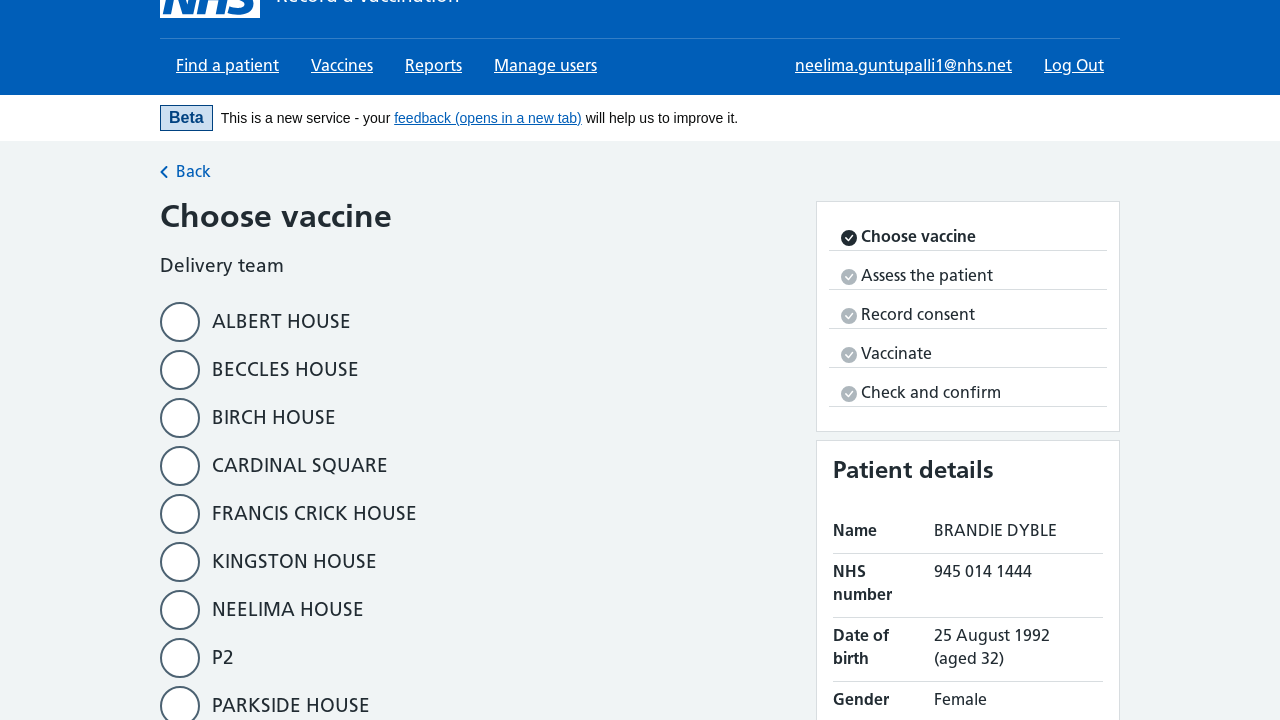 NHS Record a vaccination
Find a patient Vaccines Reports Manage users neelima.guntupalli1@nhs.net Log Out
Beta This is a new service - your feedback (opens in a new tab) will help us to improve it.
Back
Choose vaccine
Delivery team
ALBERT HOUSE
BECCLES HOUSE
BIRCH HOUSE
CARDINAL SQUARE
FRANCIS CRICK HOUSE
KINGSTON HOUSE
NEELIMA HOUSE
P2
PARKSIDE HOUSE
Choose vaccine
Assess the patient
Record consent
Vaccinate
Check and confirm
Patient details
Name BRANDIE DYBLE
NHS number 945 014 1444
Date of birth 25 August 1992 (aged 32)
Gender Female